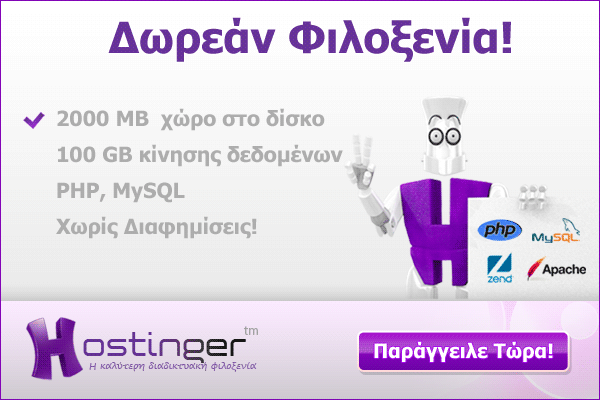 Δωρεάν Φιλοξενία!
2000 MB χώρο στο δίσκο
100 GB κίνησης δεδομένων
PHP, MySQL
Χωρίς Διαφημίσεις!
H
php
MySQL
zend
Apache
Hostinger tm
Η καλύτερη διαδικτυακή φιλοξενία
Παράγγειλε Τώρα!